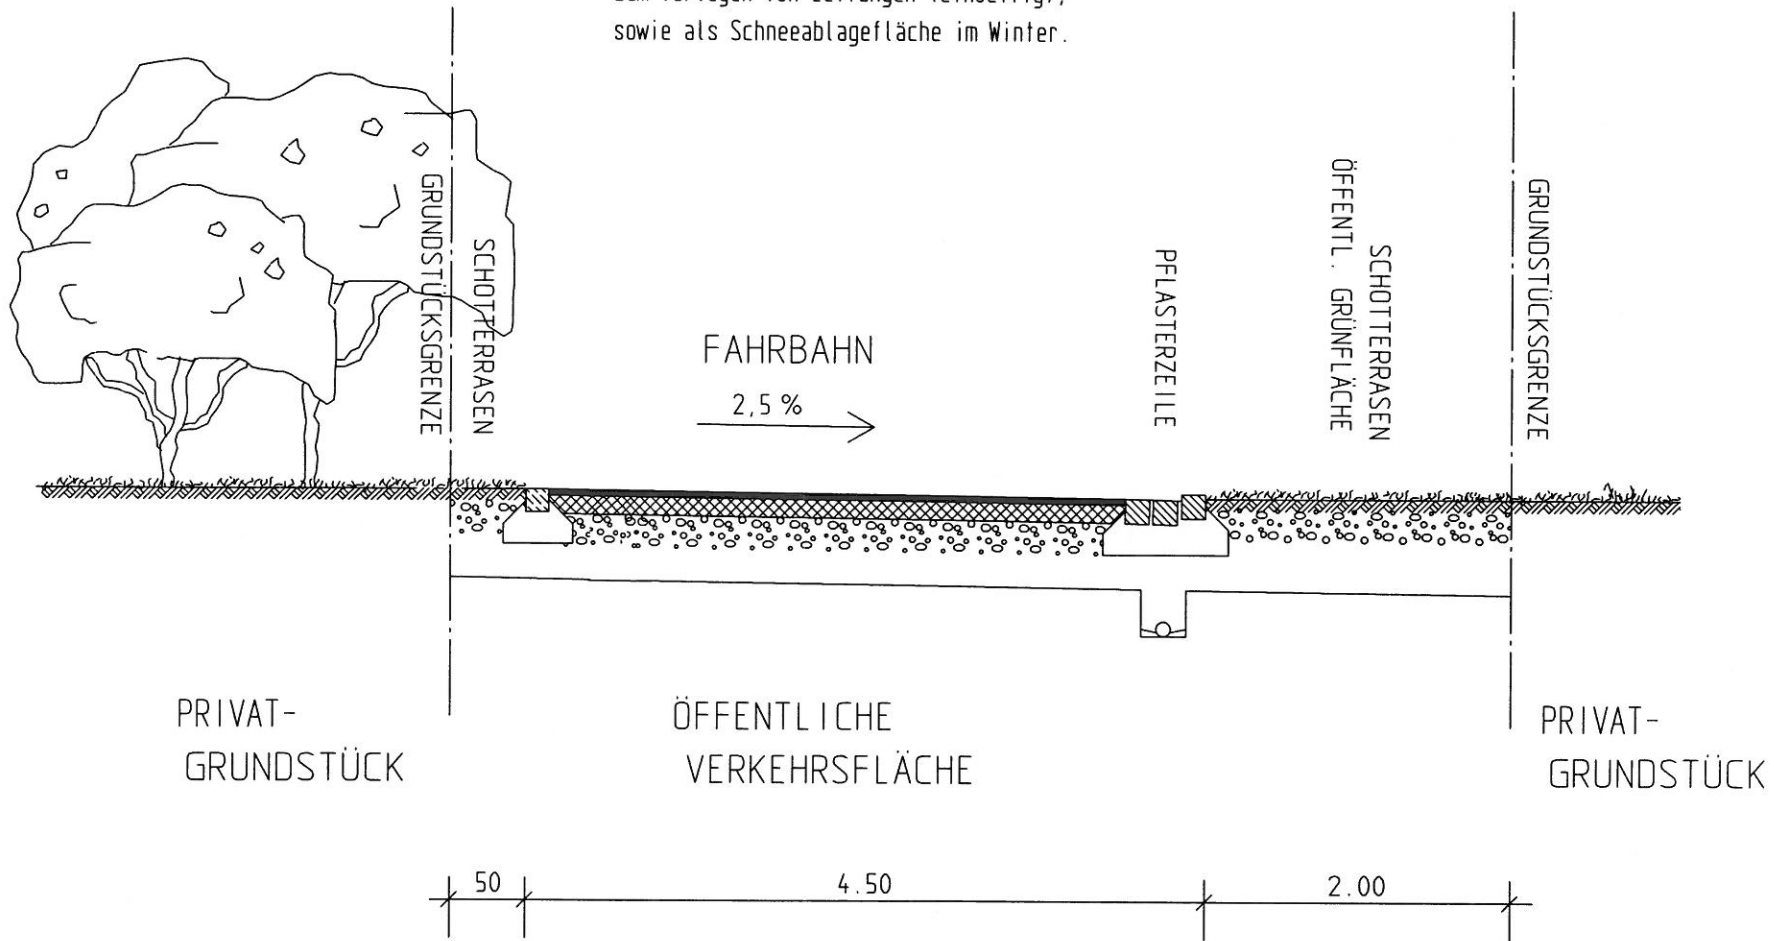 sowie als Schneeablagefläche im Winter.
GRUNDSTÜCKSGRENZE
SCHOTTERRASEN
FAHRBAHN
2,5 %
PFLASTERZEILE
ÖFFENTL. GRÜNFLÄCHE
SCHOTTERRASEN
GRUNDSTÜCKSGRENZE
PRIVAT-
GRUNDSTÜCK
ÖFFENTLICHE
VERKEHRSFLÄCHE
PRIVAT-
GRUNDSTÜCK
50
4.50
2.00